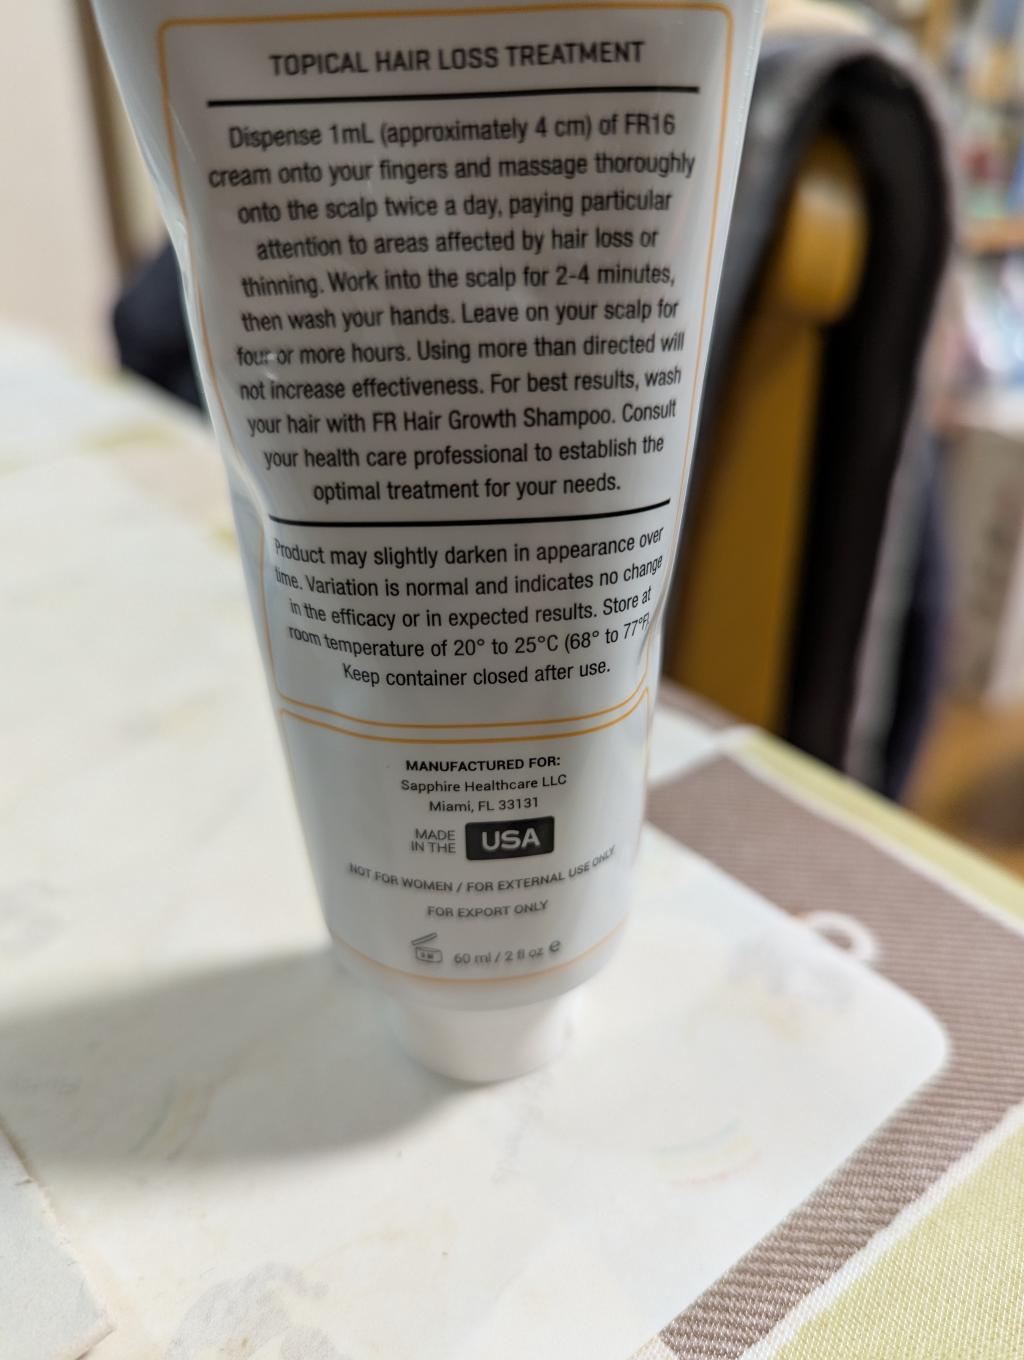 TOPICAL HAIR LOSS TREATMENT
Dispense 1mL (approximately 4 cm) of FR16
cream onto your fingers and massage thoroughly
onto the scalp twice a day, paying particular
attention to areas affected by hair loss or
thinning. Work into the scalp for 2-4 minutes,
then wash your hands. Leave on your scalp for
four or more hours. Using more than directed will
not increase effectiveness. For best results, wash
your hair with FR Hair Growth Shampoo. Consult
your health care professional to establish the
optimal treatment for your needs.
Product may slightly darken in appearance over
time. Variation is normal and indicates no change
in the efficacy or in expected results. Store at
room temperature of 20° to 25°C (68° to 77°F).
Keep container closed after use.
MANUFACTURED FOR:
Sapphire Healthcare LLC
Miami, FL 33131
MADE
IN THE
USA
NOT FOR WOMEN / FOR EXTERNAL USE ONLY
FOR EXPORT ONLY
60 ml / 2 fl oz ℮